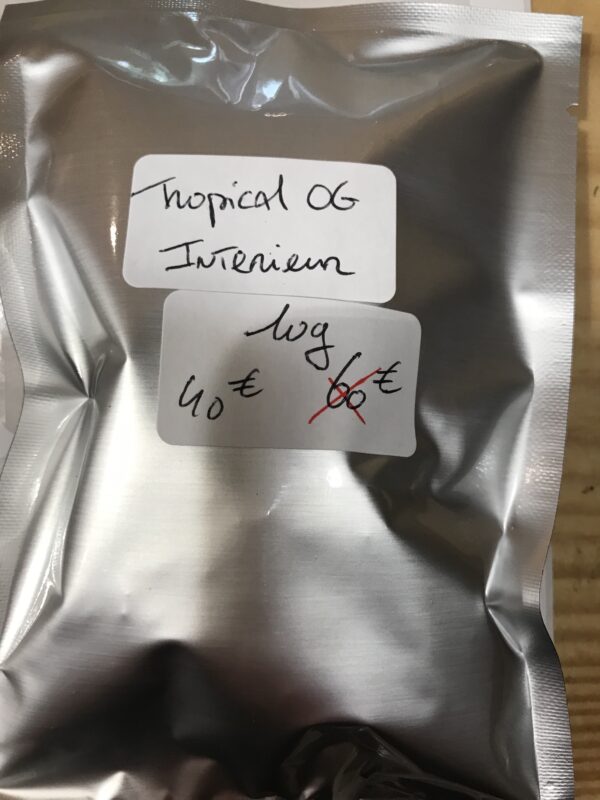 Tropical OG
Interieur
10g
40€ 60€